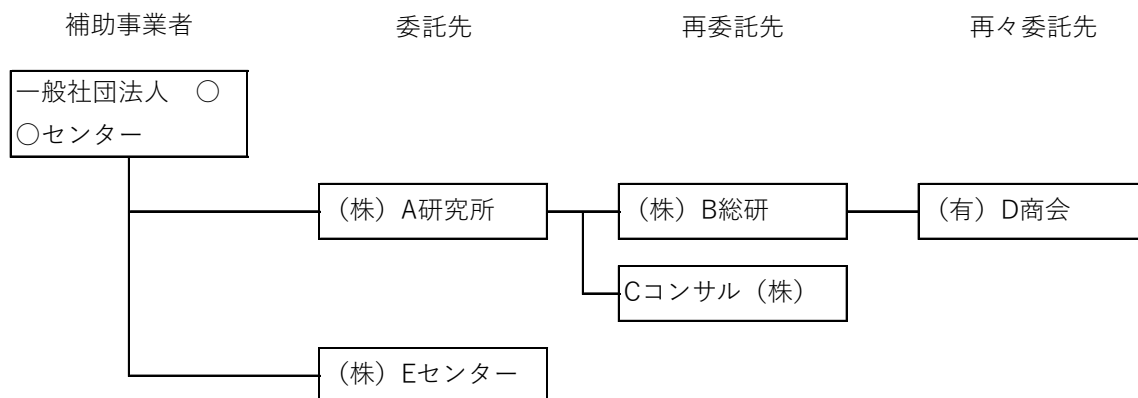 補助事業者 委託先 再委託先 再々委託先
一般社団法人 ○
○センター
(株)A研究所 (株)B総研 (有)D商会
Cコンサル(株)
(株)Eセンター